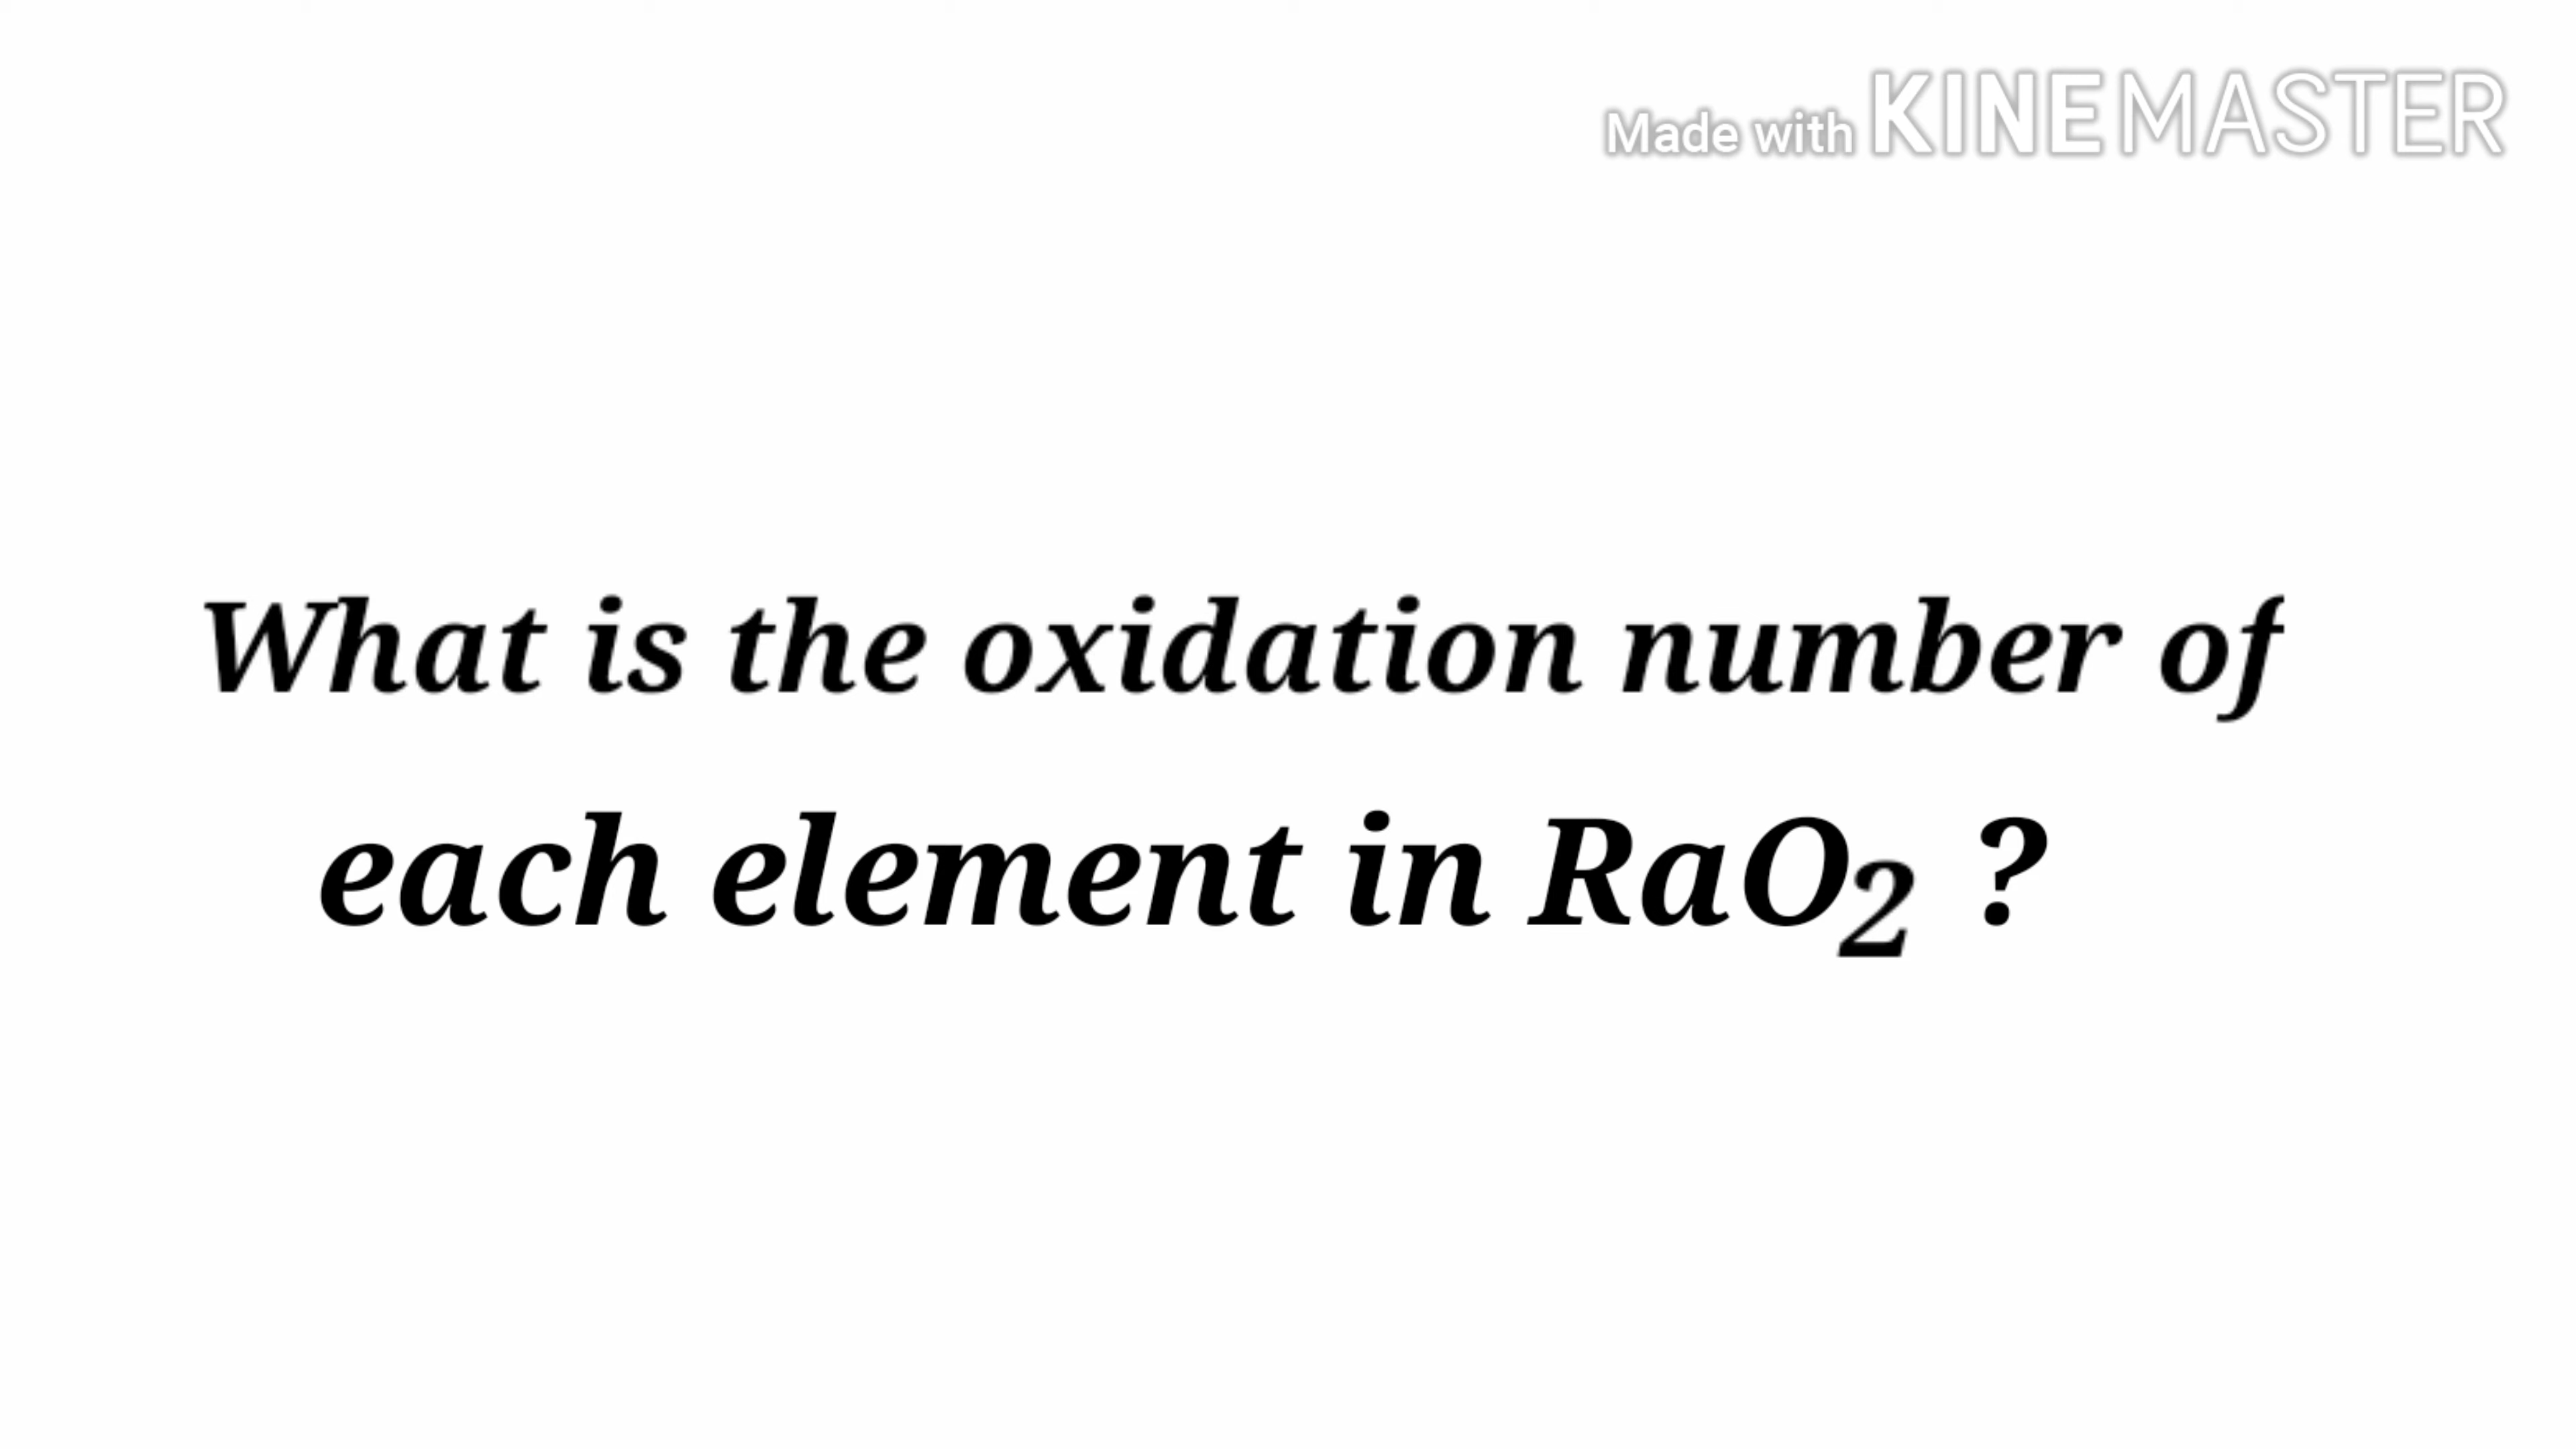 Made with KINEMASTER
What is the oxidation number of
each element in RaO₂ ?